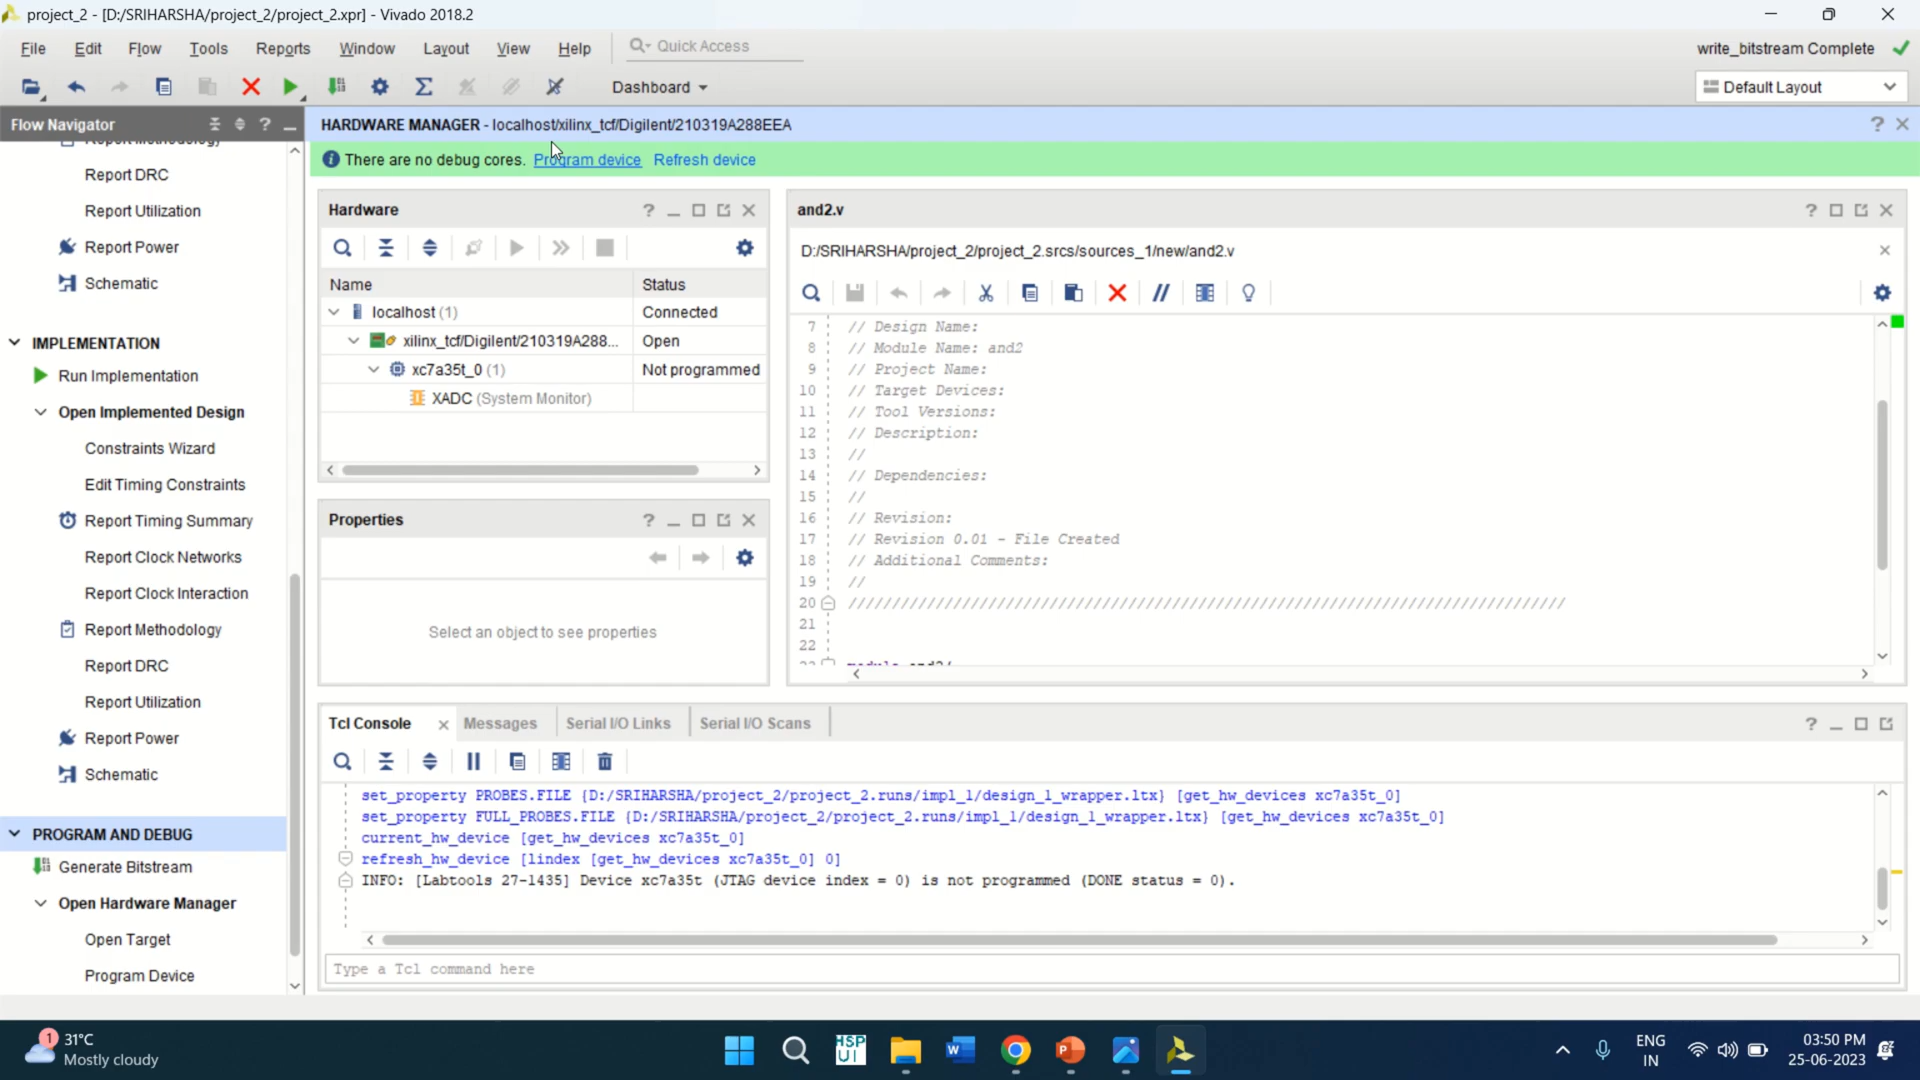 project_2 - [D:/SRIHARSHA/project_2/project_2.xpr] - Vivado 2018.2
File Edit Flow Tools Reports Window Layout View Help Quick Access
write_bitstream Complete
Dashboard
Default Layout
Flow Navigator
HARDWARE MANAGER - localhost/xilinx_tcf/Digilent/210319A288EEA
There are no debug cores. Program device Refresh device
Report Methodology
Report DRC
Report Utilization
Report Power
Schematic
IMPLEMENTATION
Run Implementation
Open Implemented Design
Constraints Wizard
Edit Timing Constraints
Report Timing Summary
Report Clock Networks
Report Clock Interaction
Report Methodology
Report DRC
Report Utilization
Report Power
Schematic
PROGRAM AND DEBUG
Generate Bitstream
Open Hardware Manager
Open Target
Program Device
Hardware
Name Status
localhost (1) Connected
xilinx_tcf/Digilent/210319A288... Open
xc7a35t_0 (1) Not programmed
XADC (System Monitor)
Properties
Select an object to see properties
and2.v
D:/SRIHARSHA/project_2/project_2.srcs/sources_1/new/and2.v
7 // Design Name:
8 // Module Name: and2
9 // Project Name:
10 // Target Devices:
11 // Tool Versions:
12 // Description:
13 //
14 // Dependencies:
15 //
16 // Revision:
17 // Revision 0.01 - File Created
18 // Additional Comments:
19 //
20 //////////////////////////////////////////////////////////////////////////////////
21
22
23 module and2(
Tcl Console Messages Serial I/O Links Serial I/O Scans
set_property PROBES.FILE {D:/SRIHARSHA/project_2/project_2.runs/impl_1/design_1_wrapper.ltx} [get_hw_devices xc7a35t_0]
set_property FULL_PROBES.FILE {D:/SRIHARSHA/project_2/project_2.runs/impl_1/design_1_wrapper.ltx} [get_hw_devices xc7a35t_0]
current_hw_device [get_hw_devices xc7a35t_0]
refresh_hw_device [lindex [get_hw_devices xc7a35t_0] 0]
INFO: [Labtools 27-1435] Device xc7a35t (JTAG device index = 0) is not programmed (DONE status = 0).
Type a Tcl command here
1
31°C
Mostly cloudy
HSP
UI
ENG
IN
03:50 PM
25-06-2023